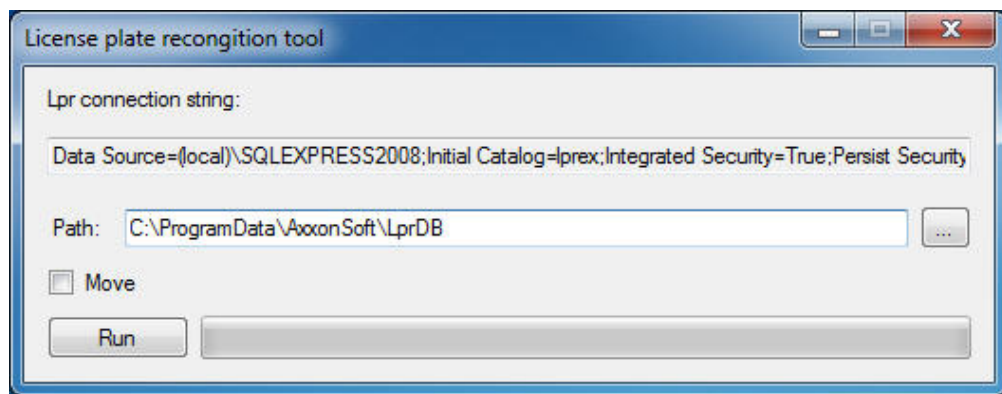 License plate recongition tool
Lpr connection string:
Data Source=(local)\SQLEXPRESS2008;Initial Catalog=lprex;Integrated Security=True;Persist Security
Path: C:\ProgramData\AxxonSoft\LprDB ...
Move
Run